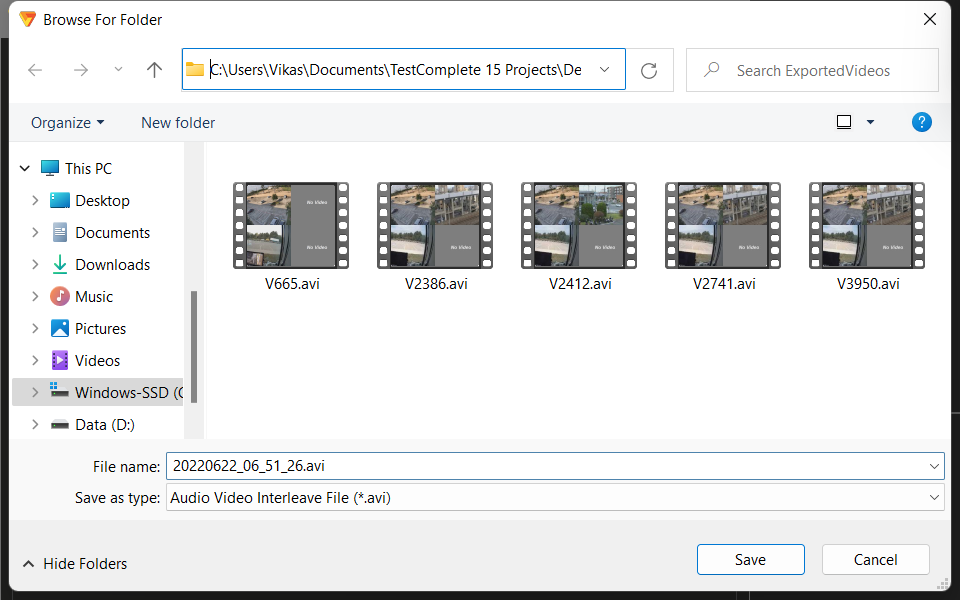 Browse For Folder
C:\Users\Vikas\Documents\TestComplete 15 Projects\De
Search ExportedVideos
Organize
New folder
?
This PC
Desktop
Documents
Downloads
Music
Pictures
Videos
Windows-SSD (C
Data (D:)
No Video
No Video
No Video
No Video
No Video
V665.avi
V2386.avi
V2412.avi
V2741.avi
V3950.avi
File name: 20220622_06_51_26.avi
Save as type: Audio Video Interleave File (*.avi)
Hide Folders
Save
Cancel